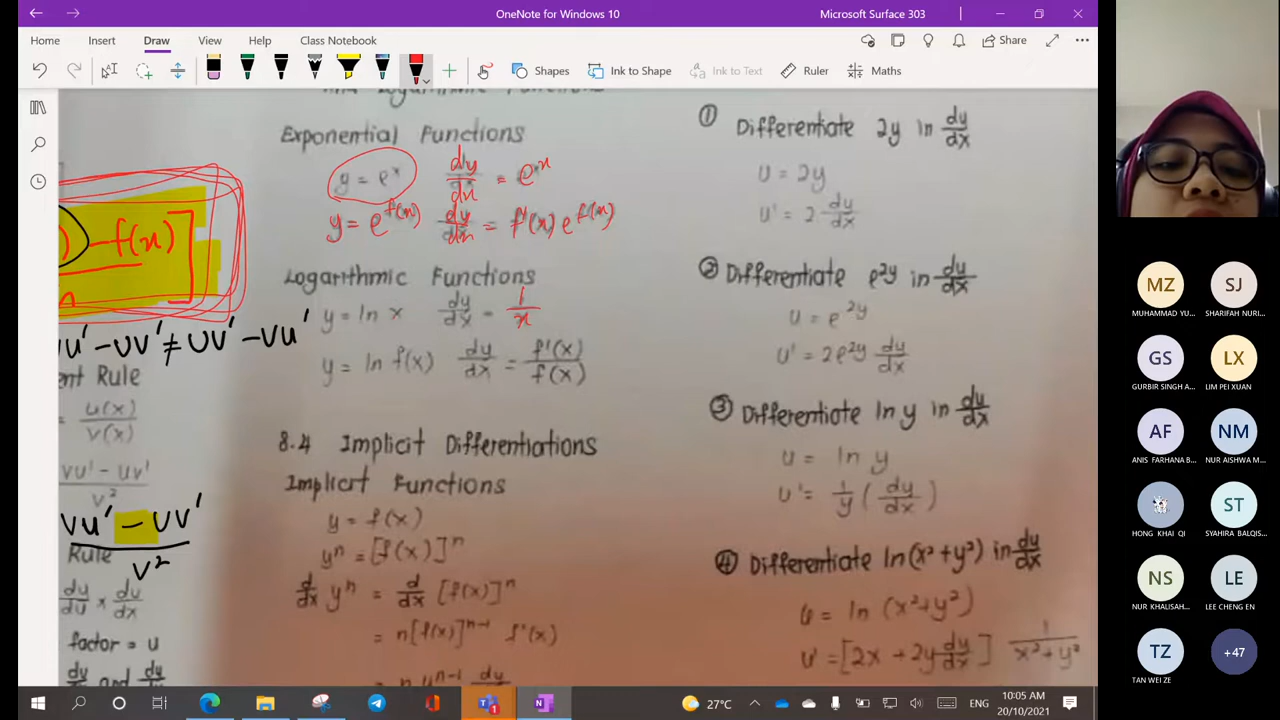 OneNote for Windows 10
Microsoft Surface 303
Home Insert Draw View Help Class Notebook
Share
Shapes
Ink to Shape
Ink to Text
Ruler
Maths
Logarithmic Functions
Exponential Functions
y = eˣ dy/dx = eˣ
y = e^f(x) dy/dx = f'(x) e^f(x)
Logarithmic Functions
y = ln x dy/dx = 1/x
y = ln f(x) dy/dx = f'(x)/f(x)
8.4 Implicit Differentiations
Implicit Functions
y = f(x)
yⁿ = [f(x)]ⁿ
d/dx yⁿ = d/dx [f(x)]ⁿ
= n[f(x)]ⁿ⁻¹ f'(x)
- f(x)]
vu' - uv' ≠ uv' - vu'
Rule
= u(x)/v(x)
vu' - uv'
v²
vu' - uv'
v²
Rule
dy/du × du/dx
factor = u
① Differentiate 2y in dy/dx
u = 2y
u' = 2 dy/dx
② Differentiate e²ʸ in dy/dx
u = e²ʸ
u' = 2e²ʸ dy/dx
③ Differentiate ln y in dy/dx
u = ln y
u' = 1/y (dy/dx)
④ Differentiate ln(x²+y²) in dy/dx
u = ln (x²+y²)
u' = [2x + 2y dy/dx] 1/x²+y²
MZ
MUHAMMAD YU...
SJ
SHARIFAH NURI...
GS
GURBIR SINGH A...
LX
LIM PEI XUAN
AF
ANIS FARHANA B...
NM
NUR AISHWA M...
HONG KHAI QI
ST
SYAHIRA BALQIS...
NS
NUR KHALISAH...
LE
LEE CHENG EN
TZ
TAN WEI ZE
+47
27°C
ENG
10:05 AM
20/10/2021